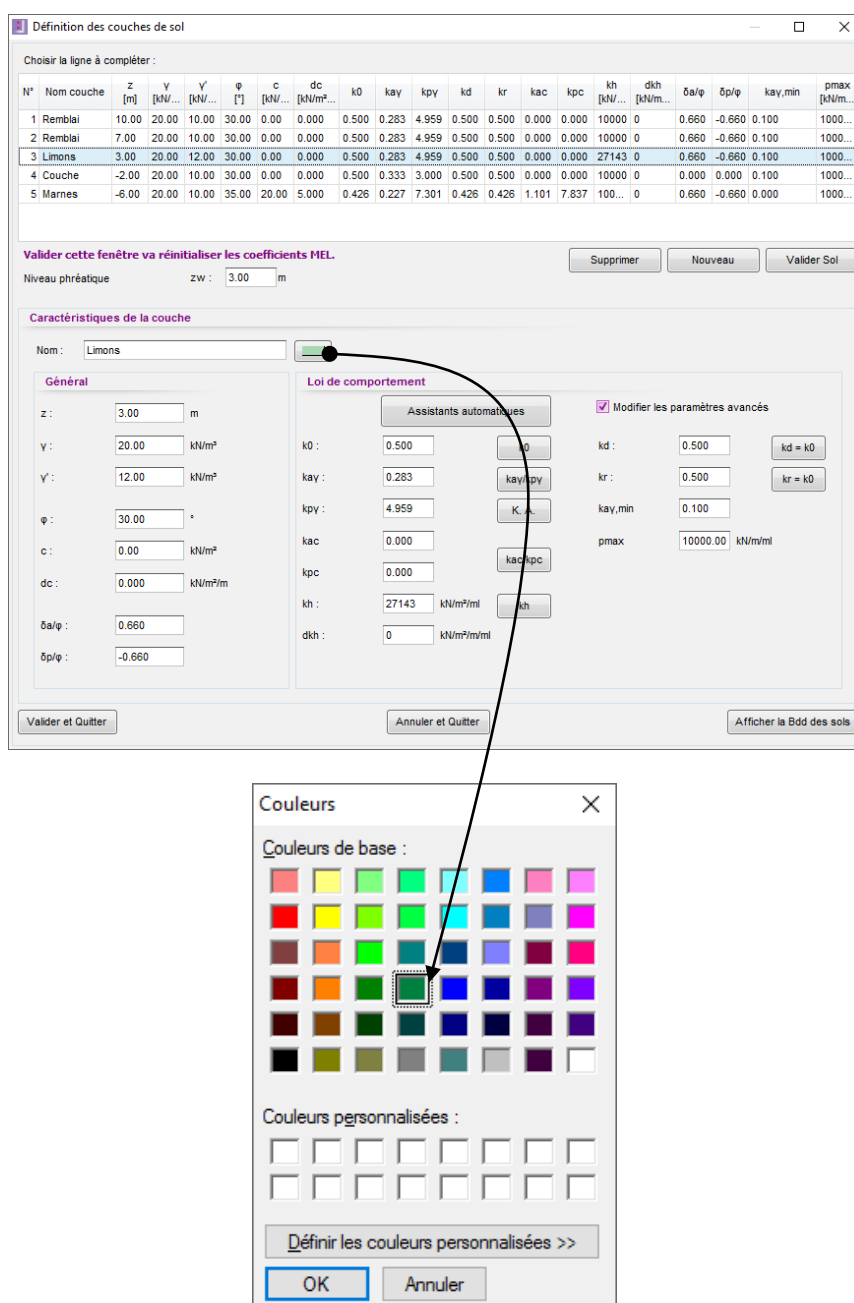 Définition des couches de sol
Choisir la ligne à compléter :
N° Nom couche z [m] γ [kN/... γ' [kN/... φ [°] c [kN/... dc [kN/m²... k0 kaγ kpγ kd kr kac kpc kh [kN/... dkh [kN/m... δa/φ δp/φ kaγ,min pmax [kN/m...
1 Remblai 10.00 20.00 10.00 30.00 0.00 0.000 0.500 0.283 4.959 0.500 0.500 0.000 0.000 10000 0 0.660 -0.660 0.100 1000...
2 Remblai 7.00 20.00 10.00 30.00 0.00 0.000 0.500 0.283 4.959 0.500 0.500 0.000 0.000 10000 0 0.660 -0.660 0.100 1000...
3 Limons 3.00 20.00 12.00 30.00 0.00 0.000 0.500 0.283 4.959 0.500 0.500 0.000 0.000 27143 0 0.660 -0.660 0.100 1000...
4 Couche -2.00 20.00 10.00 30.00 0.00 0.000 0.500 0.333 3.000 0.500 0.500 0.000 0.000 10000 0 0.000 0.000 0.100 1000...
5 Marnes -6.00 20.00 10.00 35.00 20.00 5.000 0.426 0.227 7.301 0.426 0.426 1.101 7.837 100... 0 0.660 -0.660 0.000 1000...
Valider cette fenêtre va réinitialiser les coefficients MEL.
Supprimer Nouveau Valider Sol
Niveau phréatique zw : 3.00 m
Caractéristiques de la couche
Nom : Limons
Général
z : 3.00 m
γ : 20.00 kN/m³
γ' : 12.00 kN/m³
φ : 30.00 °
c : 0.00 kN/m²
dc : 0.000 kN/m²/m
δa/φ : 0.660
δp/φ : -0.660
Loi de comportement
Assistants automatiques
k0 : 0.500 k0
kaγ : 0.283 kaγ/kpγ
kpγ : 4.959 K. A.
kac 0.000
kac/kpc
kpc 0.000
kh : 27143 kN/m²/ml kh
dkh : 0 kN/m²/m/ml
Modifier les paramètres avancés
kd : 0.500 kd = k0
kr : 0.500 kr = k0
kaγ,min 0.100
pmax 10000.00 kN/m/ml
Valider et Quitter Annuler et Quitter Afficher la Bdd des sols
Couleurs
Couleurs de base :
Couleurs personnalisées :
Définir les couleurs personnalisées >>
OK Annuler